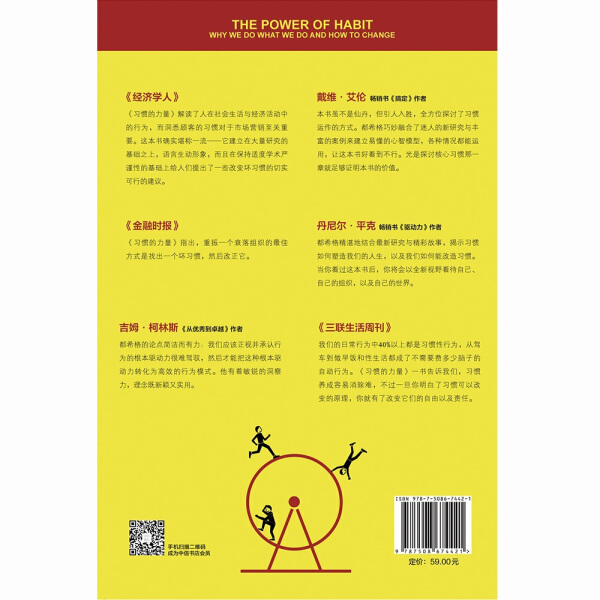 THE POWER OF HABIT
WHY WE DO WHAT WE DO AND HOW TO CHANGE
《经济学人》
《习惯的力量》解读了人在社会生活与经济活动中
的行为，而洞悉顾客的习惯对于市场营销至关重
要。这本书确实堪称一流——它建立在大量研究的
基础之上，语言生动形象，而且在保持适度学术严
谨性的基础上给人们提出了一些改变坏习惯的切实
可行的建议。
戴维·艾伦 畅销书《搞定》作者
本书虽不是仙丹，但引人入胜，全方位探讨了习惯
运作的方式。都希格巧妙融合了迷人的新研究与丰
富的案例来建立易懂的心智模型，各种情况都能运
用，让这本书好看到不行。光是探讨核心习惯那一
章就足够证明本书的价值。
《金融时报》
《习惯的力量》指出，重振一个衰落组织的最佳
方式是找出一个坏习惯，然后改正它。
丹尼尔·平克 畅销书《驱动力》作者
都希格精湛地结合最新研究与精彩故事，揭示习惯
如何塑造我们的人生，以及我们如何能改造习惯。
当你看过这本书后，你将会以全新视野看待自己、
自己的组织，以及自己的世界。
吉姆·柯林斯《从优秀到卓越》作者
都希格的论点简洁而有力：我们应该正视并承认行
为的根本驱动力很难驾驭，然后才能把这种根本驱
动力转化为高效的行为模式。他有着敏锐的洞察
力，理念既新颖又实用。
《三联生活周刊》
我们的日常行为中40%以上都是习惯性行为，从驾
车到做早饭和性生活都成了不需要费多少脑子的
自动行为。《习惯的力量》一书告诉我们，习惯
养成容易消除难，不过一旦你明白了习惯可以改
变的原理，你就有了改变它们的自由以及责任。
手机扫描二维码
成为中信书店会员
ISBN 978-7-5086-7442-1
9 787508 674421
定价：59.00元